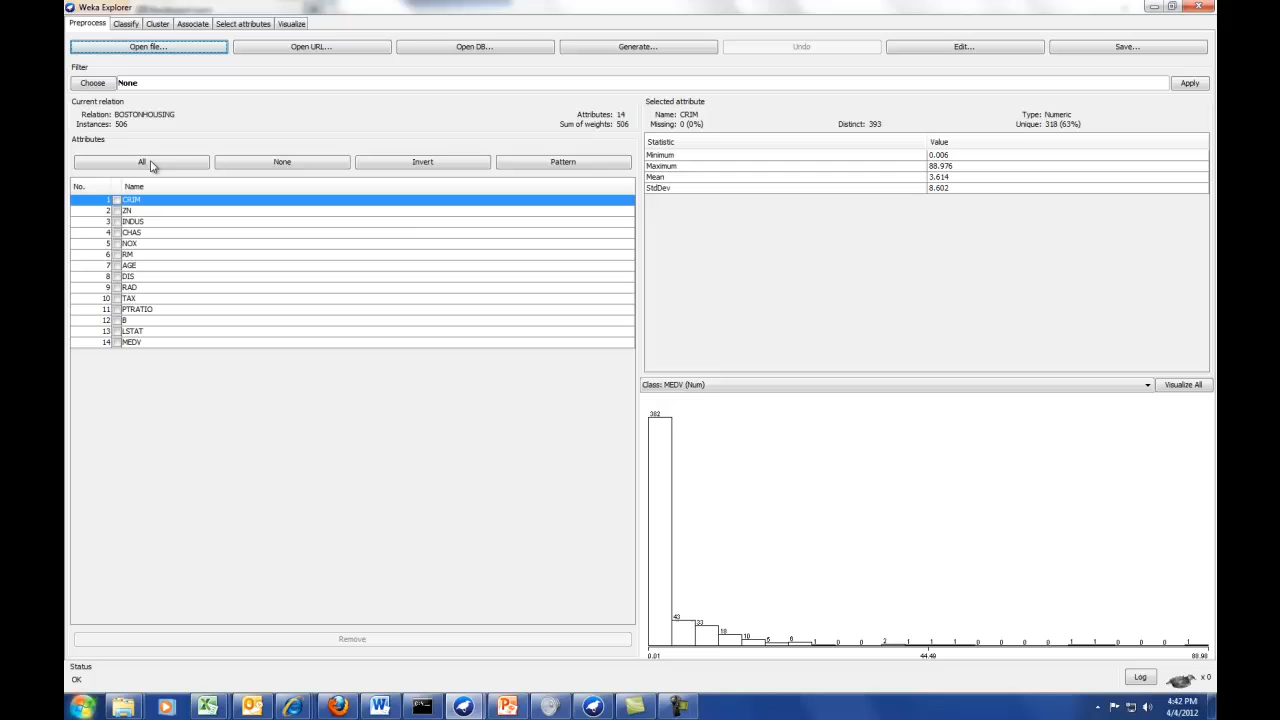 Weka Explorer
Preprocess Classify Cluster Associate Select attributes Visualize
Open file... Open URL... Open DB... Generate... Undo Edit... Save...
Filter
Choose None Apply
Current relation
Relation: BOSTONHOUSING Attributes: 14
Instances: 506 Sum of weights: 506
Attributes
All None Invert Pattern
No. Name
1 CRIM
2 ZN
3 INDUS
4 CHAS
5 NOX
6 RM
7 AGE
8 DIS
9 RAD
10 TAX
11 PTRATIO
12 B
13 LSTAT
14 MEDV
Remove
Selected attribute
Name: CRIM Type: Numeric
Missing: 0 (0%) Distinct: 393 Unique: 318 (63%)
Statistic Value
Minimum 0.006
Maximum 88.976
Mean 3.614
StdDev 8.602
Class: MEDV (Num) Visualize All
382
43 33 18 10 8 1 0 0 2 1 1 1 0 0 0 0 1 1 0 0 0 1
0.01 44.49 88.98
Status
OK Log x 0
4:42 PM
4/4/2012